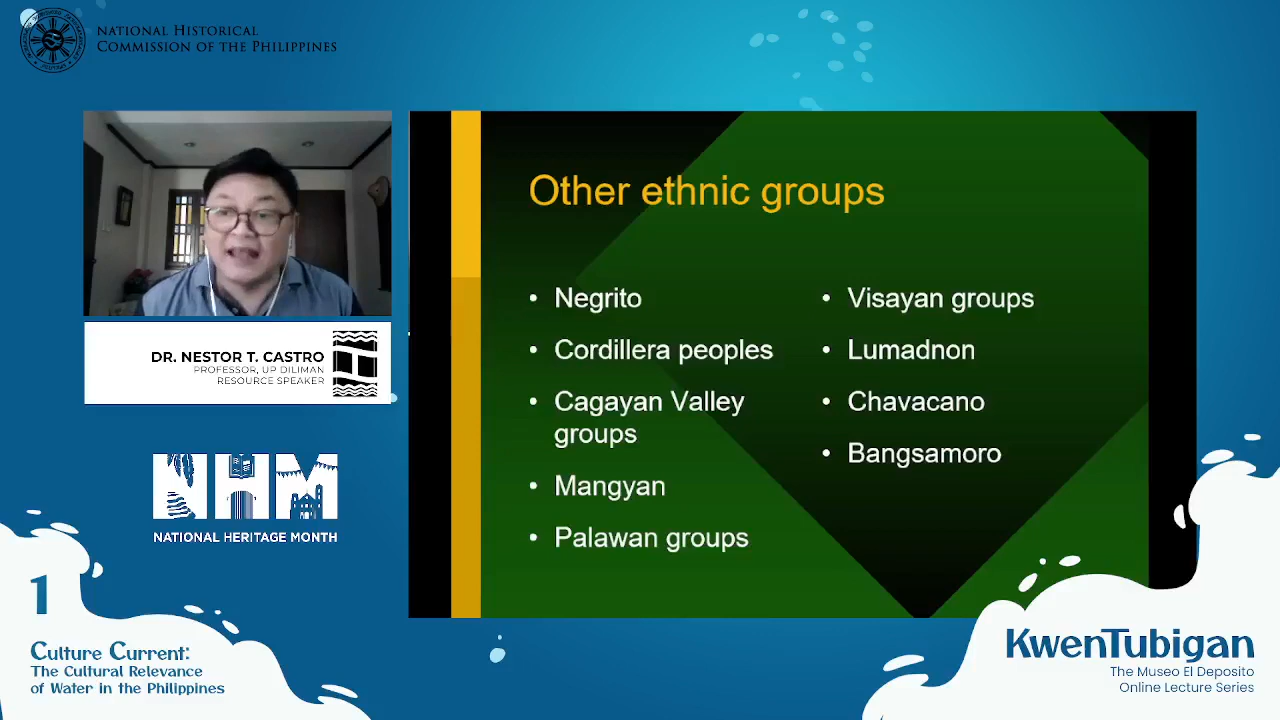 NATIONAL HISTORICAL
COMMISSION OF THE PHILIPPINES
DR. NESTOR T. CASTRO
PROFESSOR, UP DILIMAN
RESOURCE SPEAKER
NHM
NATIONAL HERITAGE MONTH
1
Culture Current:
The Cultural Relevance
of Water in the Philippines
Other ethnic groups
• Negrito
• Cordillera peoples
• Cagayan Valley
groups
• Mangyan
• Palawan groups
• Visayan groups
• Lumadnon
• Chavacano
• Bangsamoro
KwenTubigan
The Museo El Deposito
Online Lecture Series